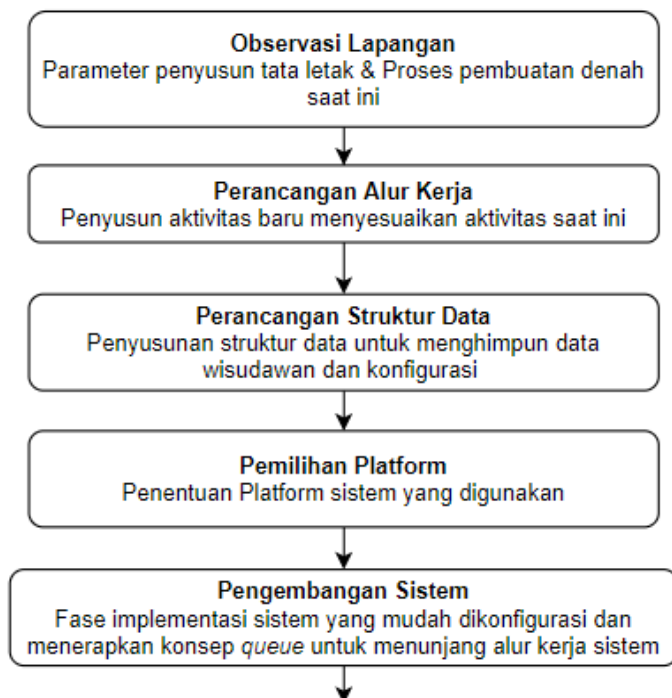 Observasi Lapangan
Parameter penyusun tata letak & Proses pembuatan denah
saat ini
Perancangan Alur Kerja
Penyusun aktivitas baru menyesuaikan aktivitas saat ini
Perancangan Struktur Data
Penyusunan struktur data untuk menghimpun data
wisudawan dan konfigurasi
Pemilihan Platform
Penentuan Platform sistem yang digunakan
Pengembangan Sistem
Fase implementasi sistem yang mudah dikonfigurasi dan
menerapkan konsep queue untuk menunjang alur kerja sistem